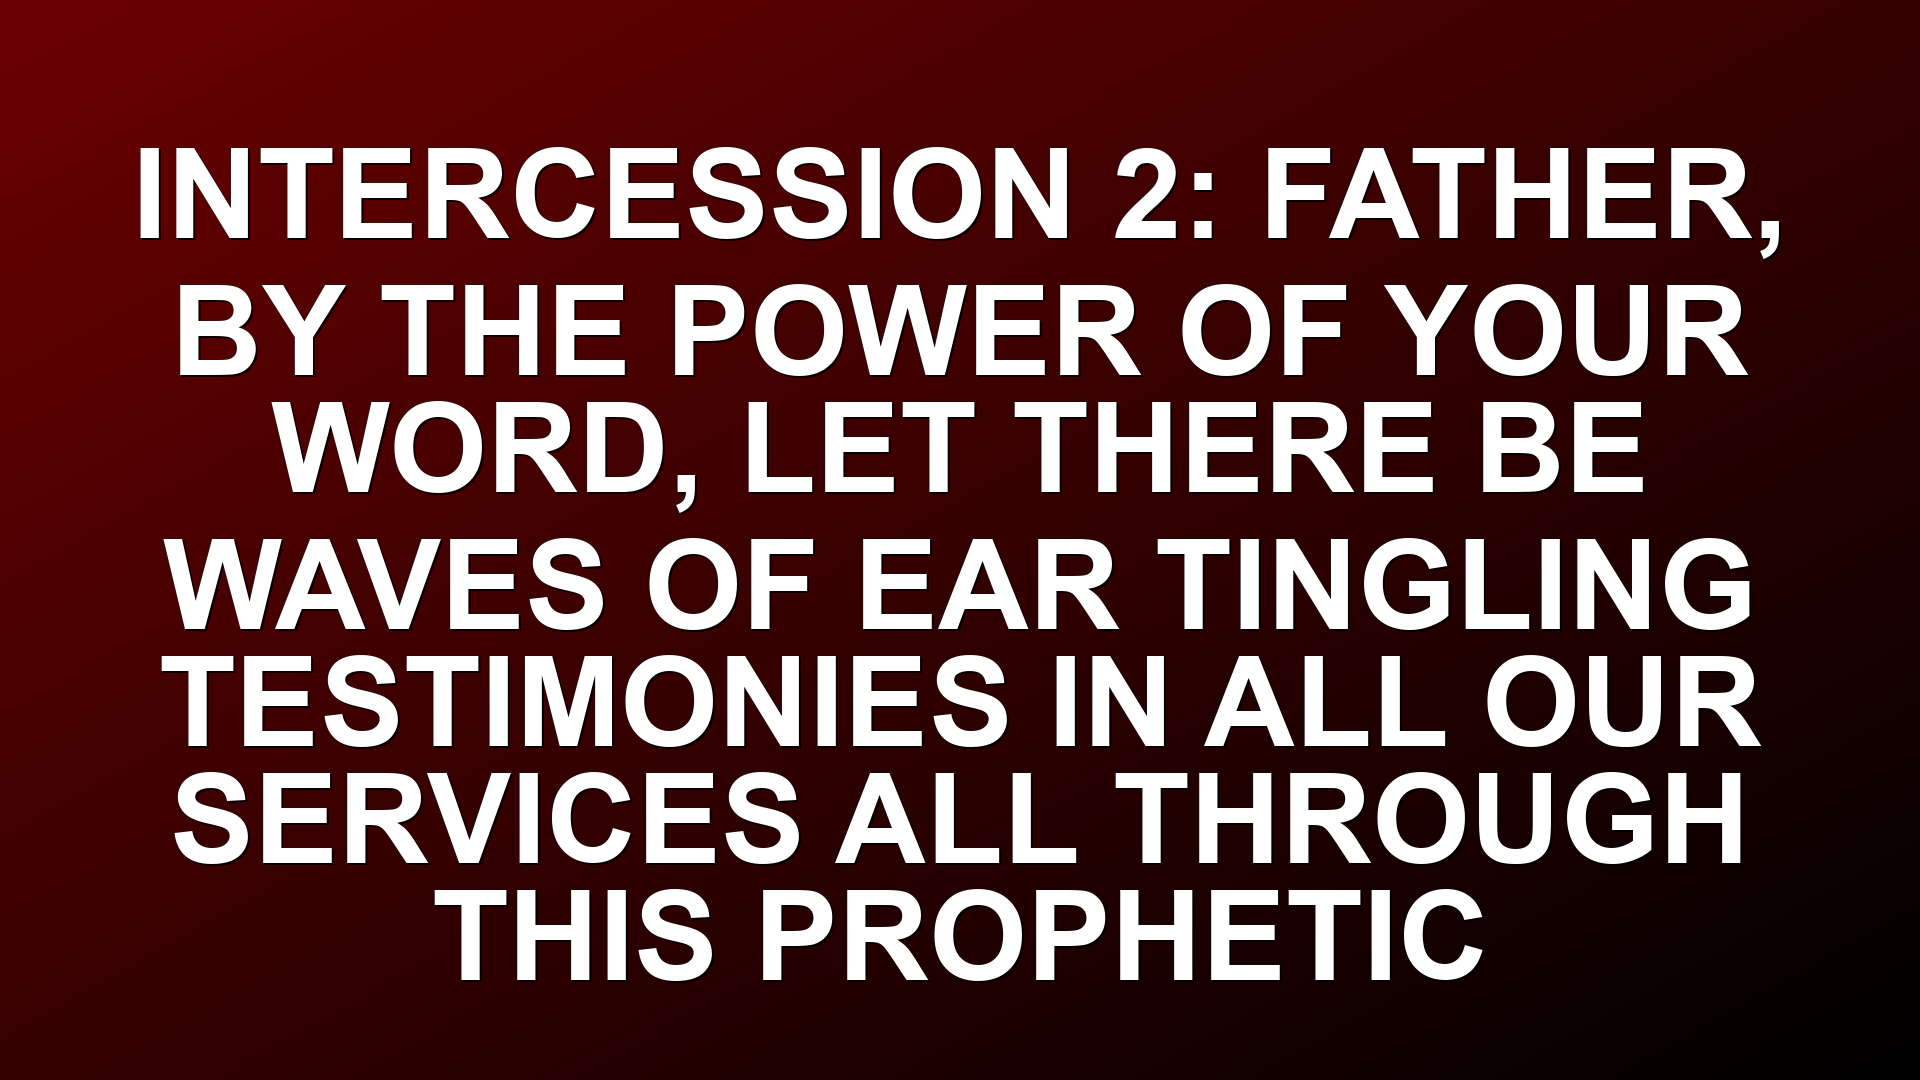 INTERCESSION 2: FATHER,
BY THE POWER OF YOUR
WORD, LET THERE BE
WAVES OF EAR TINGLING
TESTIMONIES IN ALL OUR
SERVICES ALL THROUGH
THIS PROPHETIC